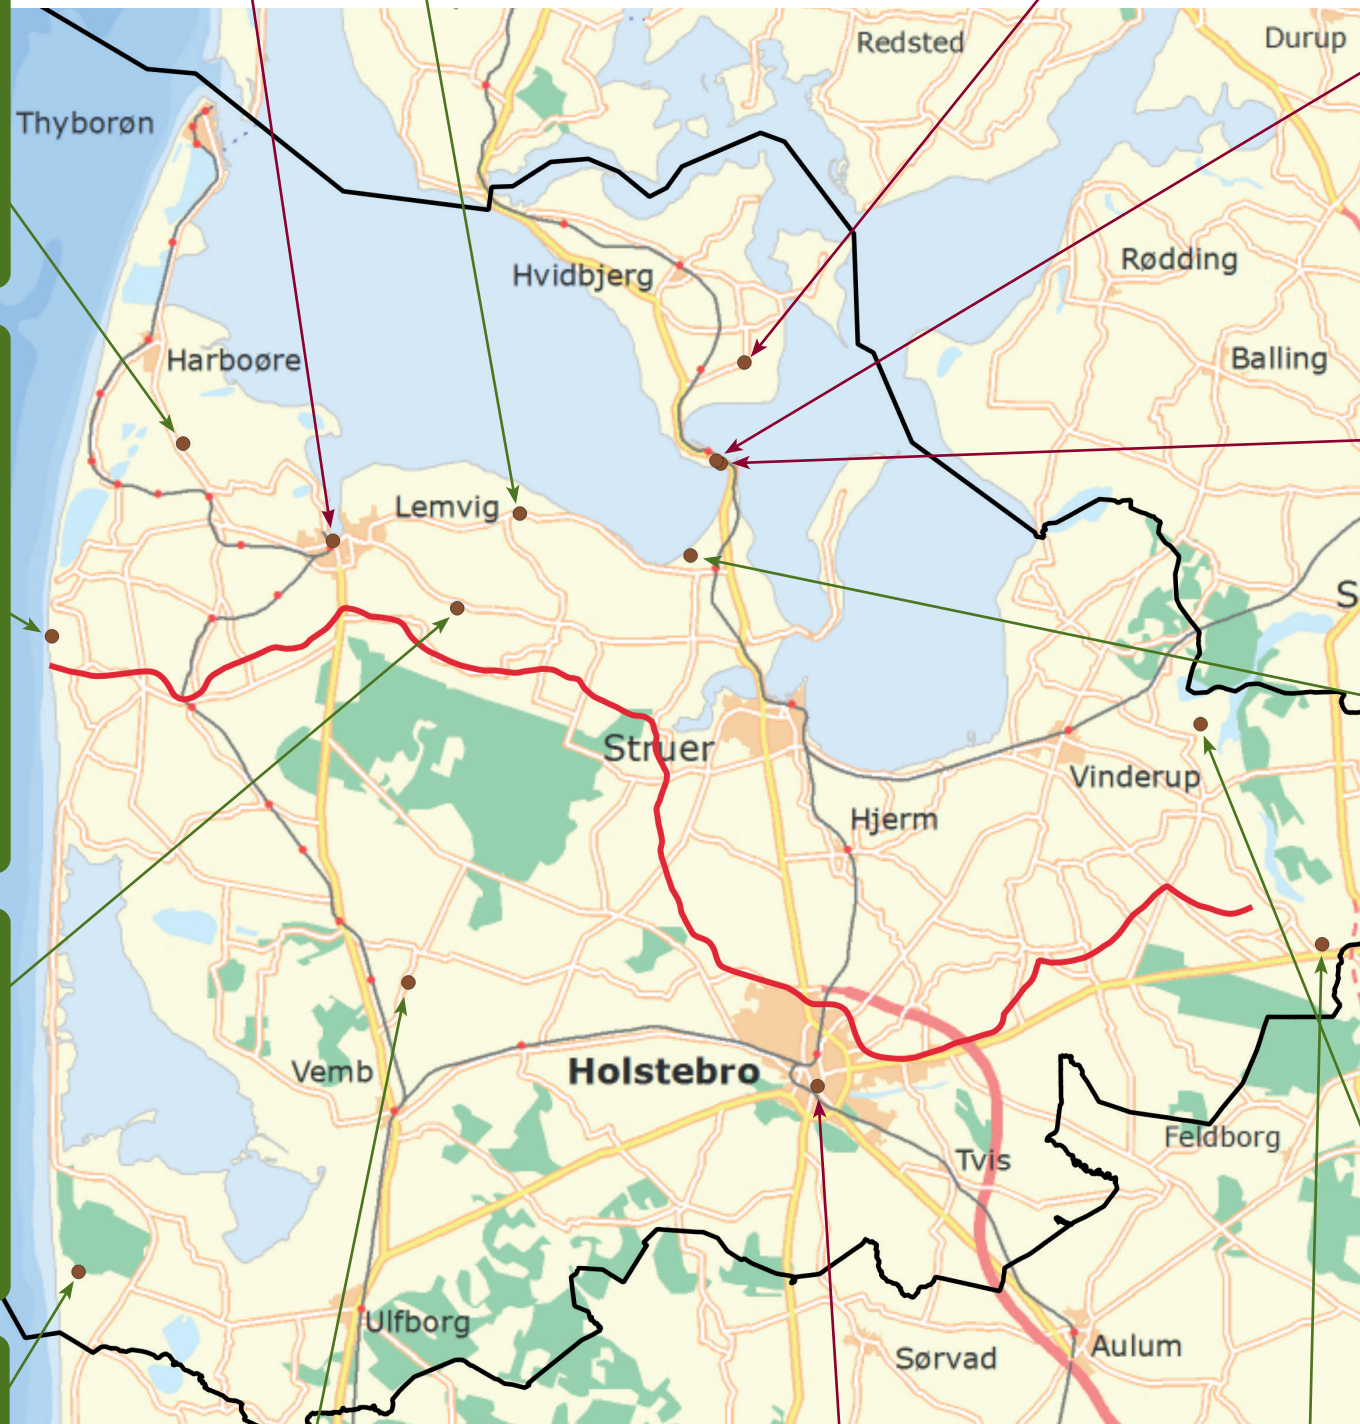 Redsted
Durup
Thyborøn
Rødding
Hvidbjerg
Harboøre
Balling
Lemvig
S
Struer
Vinderup
Hjerm
Vemb
Holstebro
Feldborg
Tvis
Ulfborg
Sørvad
Aulum